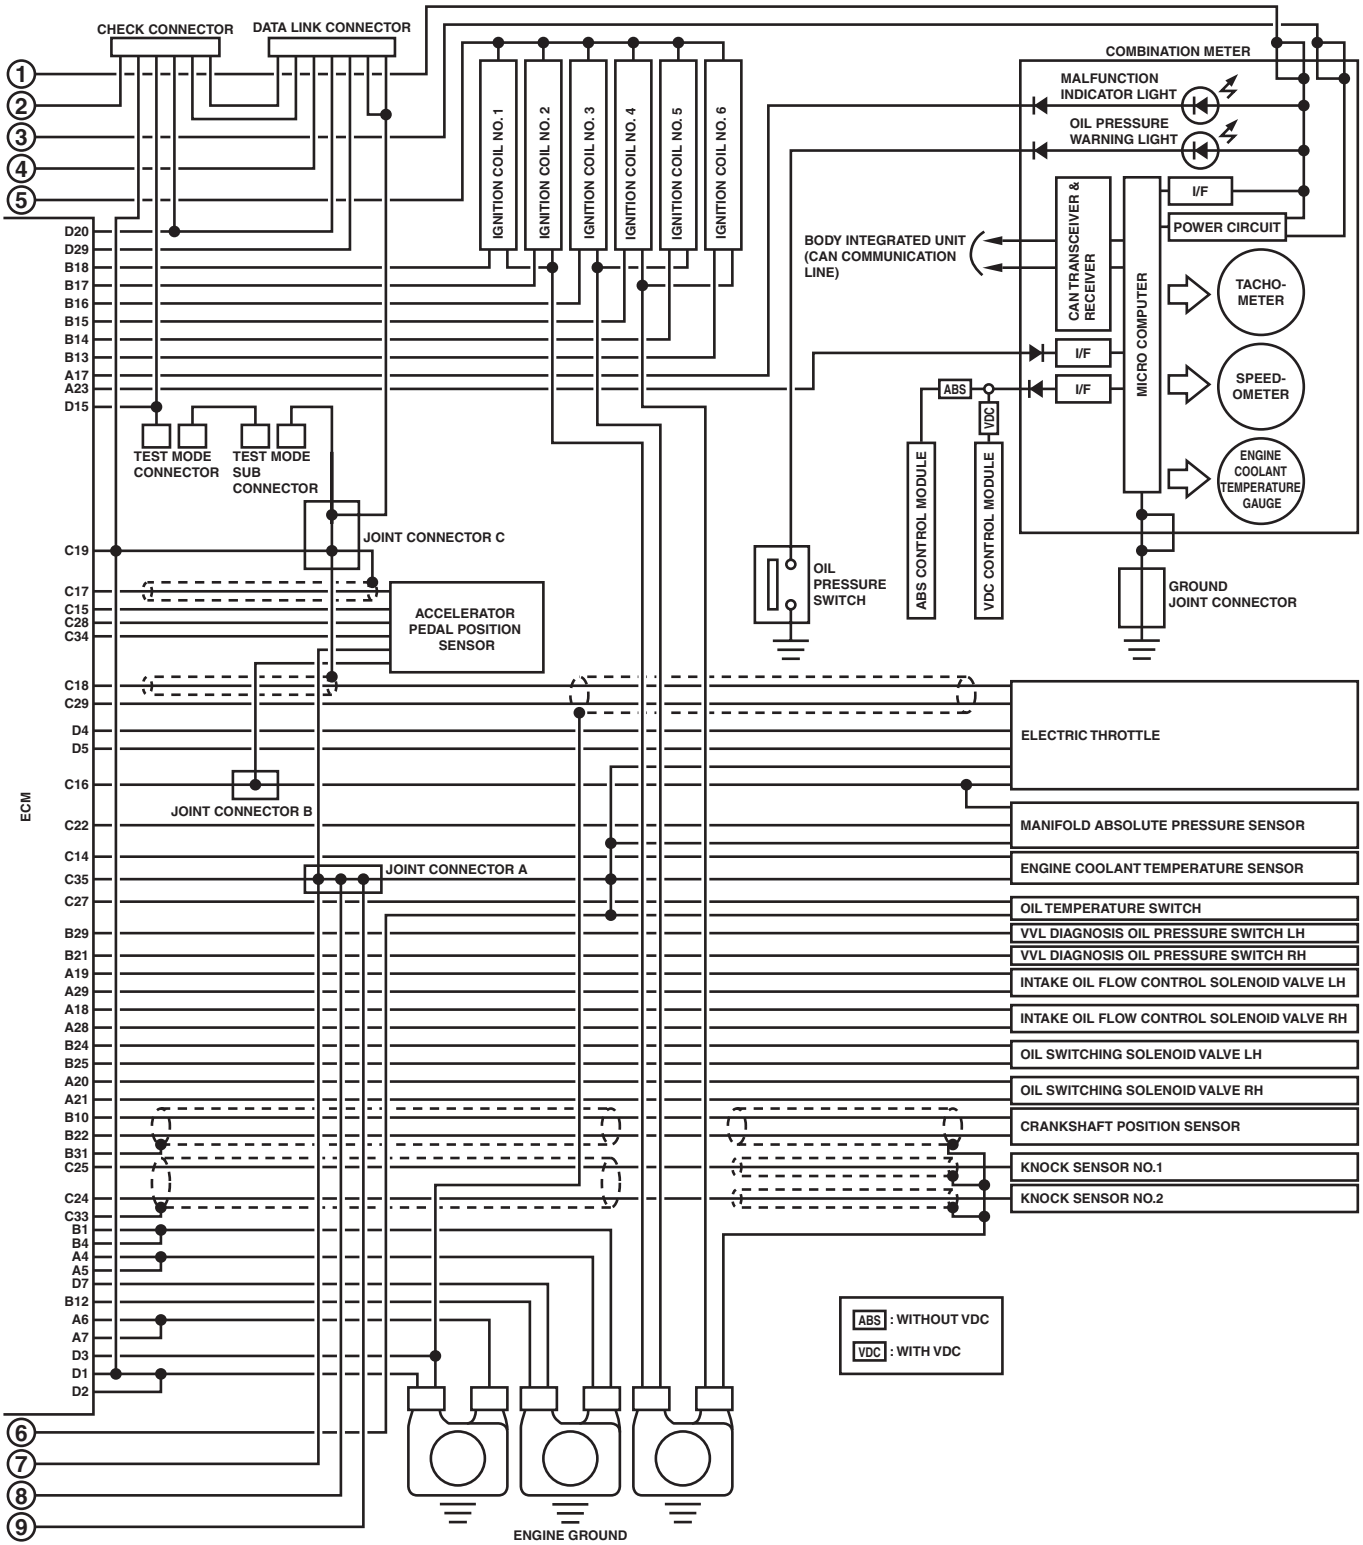 CHECK CONNECTOR
DATA LINK CONNECTOR
1
2
3
4
5
IGNITION COIL NO. 1
IGNITION COIL NO. 2
IGNITION COIL NO. 3
IGNITION COIL NO. 4
IGNITION COIL NO. 5
IGNITION COIL NO. 6
COMBINATION METER
MALFUNCTION
INDICATOR LIGHT
OIL PRESSURE
WARNING LIGHT
I/F
POWER CIRCUIT
CAN TRANSCEIVER &
RECEIVER
MICRO COMPUTER
BODY INTEGRATED UNIT
(CAN COMMUNICATION
LINE)
TACHO-
METER
I/F
I/F
SPEED-
OMETER
ENGINE
COOLANT
TEMPERATURE
GAUGE
ABS
VDC
ABS CONTROL MODULE
VDC CONTROL MODULE
OIL
PRESSURE
SWITCH
GROUND
JOINT CONNECTOR
ECM
D20
D29
B18
B17
B16
B15
B14
B13
A17
A23
D15
TEST MODE
CONNECTOR
TEST MODE
SUB
CONNECTOR
JOINT CONNECTOR C
C19
C17
C15
C28
C34
ACCELERATOR
PEDAL POSITION
SENSOR
C18
C29
D4
D5
C16
ELECTRIC THROTTLE
JOINT CONNECTOR B
C22
MANIFOLD ABSOLUTE PRESSURE SENSOR
C14
C35
JOINT CONNECTOR A
ENGINE COOLANT TEMPERATURE SENSOR
C27
OIL TEMPERATURE SWITCH
B29
VVL DIAGNOSIS OIL PRESSURE SWITCH LH
B21
VVL DIAGNOSIS OIL PRESSURE SWITCH RH
A19
A29
INTAKE OIL FLOW CONTROL SOLENOID VALVE LH
A18
A28
INTAKE OIL FLOW CONTROL SOLENOID VALVE RH
B24
B25
OIL SWITCHING SOLENOID VALVE LH
A20
A21
OIL SWITCHING SOLENOID VALVE RH
B10
B22
CRANKSHAFT POSITION SENSOR
B31
C25
KNOCK SENSOR NO.1
C24
KNOCK SENSOR NO.2
C33
B1
B4
A4
A5
D7
B12
A6
A7
D3
D1
D2
ABS : WITHOUT VDC
VDC : WITH VDC
6
7
8
9
ENGINE GROUND